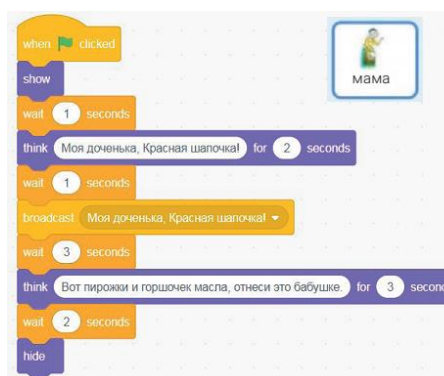 when clicked
мама
show
wait 1 seconds
think Моя доченька, Красная шапочка! for 2 seconds
wait 1 seconds
broadcast Моя доченька, Красная шапочка!
wait 3 seconds
think Вот пирожки и горшочек масла, отнеси это бабушке. for 3 secon
wait 2 seconds
hide